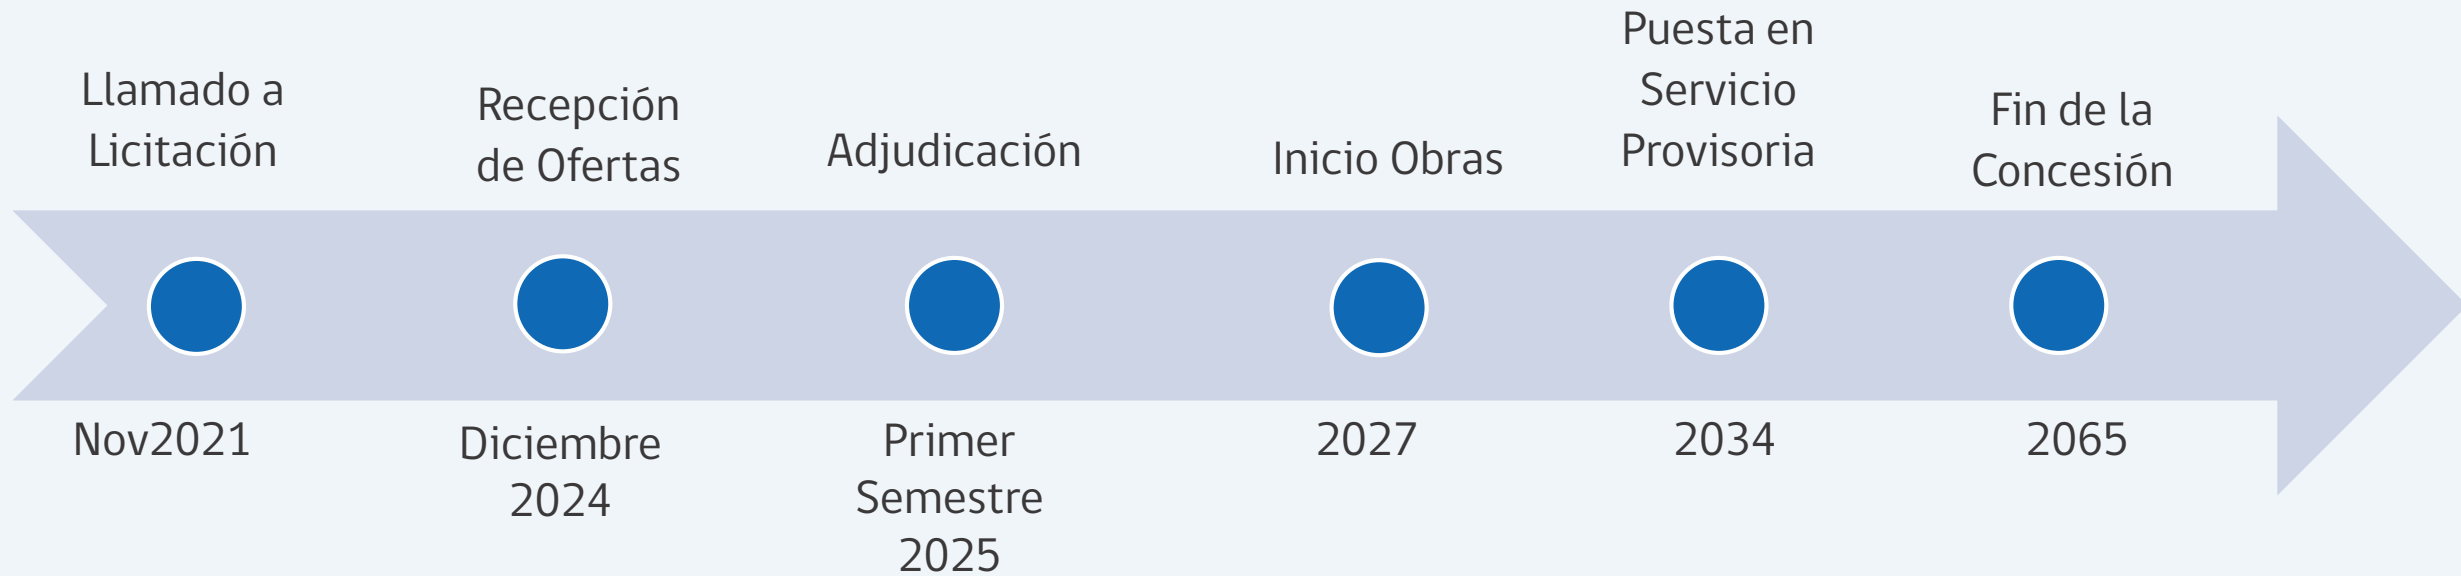 Llamado a
Licitación
Recepción
de Ofertas
Adjudicación
Inicio Obras
Puesta en
Servicio
Provisoria
Fin de la
Concesión
Nov2021
Diciembre
2024
Primer
Semestre
2025
2027
2034
2065